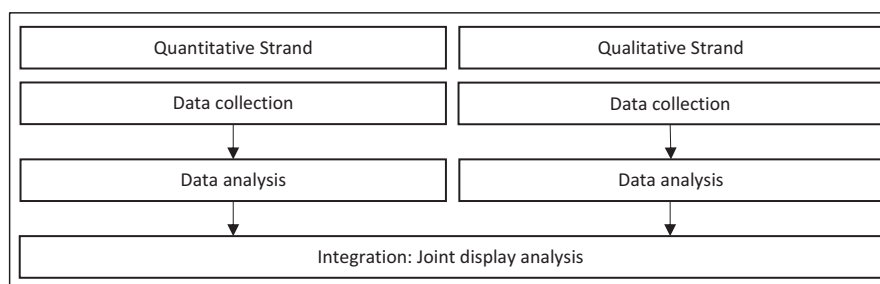 Quantitative Strand
Qualitative Strand
Data collection
Data collection
Data analysis
Data analysis
Integration: Joint display analysis